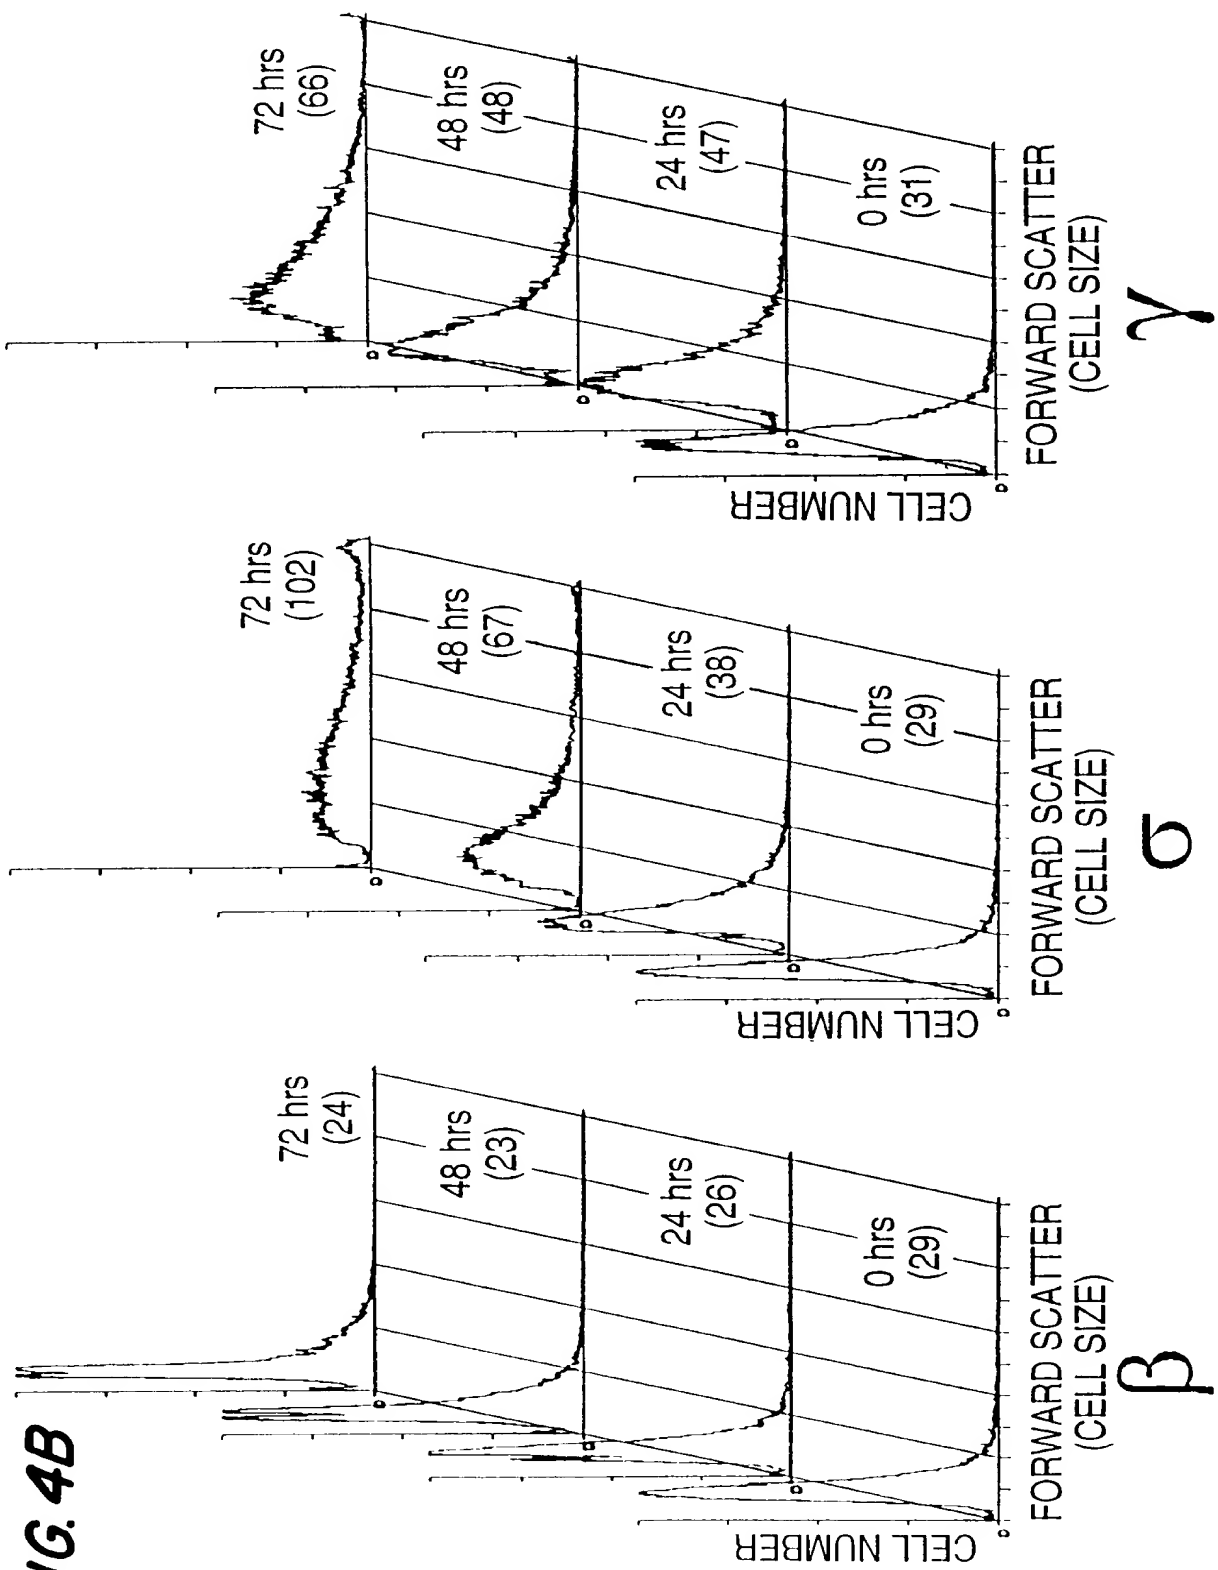 IG. 4B
72 hrs
(24)
48 hrs
(23)
24 hrs
(26)
0 hrs
(29)
CELL NUMBER
FORWARD SCATTER
(CELL SIZE)
β
72 hrs
(102)
48 hrs
(67)
24 hrs
(38)
0 hrs
(29)
CELL NUMBER
FORWARD SCATTER
(CELL SIZE)
σ
72 hrs
(66)
48 hrs
(48)
24 hrs
(47)
0 hrs
(31)
CELL NUMBER
FORWARD SCATTER
(CELL SIZE)
γ